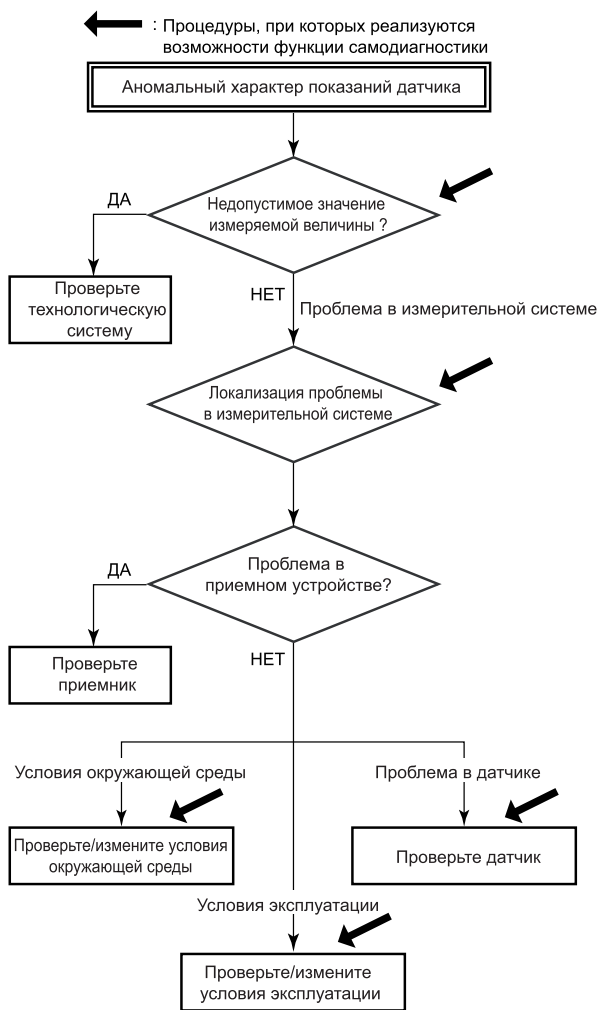 : Процедуры, при которых реализуются
возможности функции самодиагностики
Аномальный характер показаний датчика
Недопустимое значение
измеряемой величины ?
ДА
Проверьте
технологическую
систему
НЕТ
Проблема в измерительной системе
Локализация проблемы
в измерительной системе
Проблема в
приемном устройстве?
ДА
Проверьте
приемник
НЕТ
Условия окружающей среды
Проблема в датчике
Проверьте/измените условия
окружающей среды
Проверьте датчик
Условия эксплуатации
Проверьте/измените
условия эксплуатации